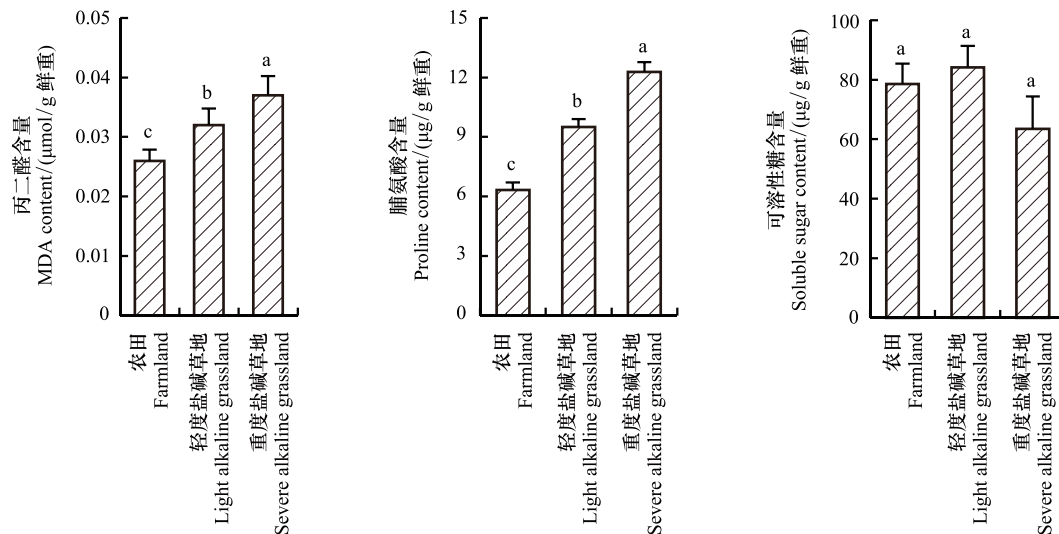 丙二醛含量
MDA content/(μmol/g 鲜重)
0.05
0.04
0.03
0.02
0.01
0
c
b
a
农田
Farmland
轻度盐碱草地
Light alkaline grassland
重度盐碱草地
Severe alkaline grassland
脯氨酸含量
Proline content/(μg/g 鲜重)
15
12
9
6
3
0
c
b
a
农田
Farmland
轻度盐碱草地
Light alkaline grassland
重度盐碱草地
Severe alkaline grassland
可溶性糖含量
Soluble sugar content/(μg/g 鲜重)
100
80
60
40
20
0
a
a
a
农田
Farmland
轻度盐碱草地
Light alkaline grassland
重度盐碱草地
Severe alkaline grassland